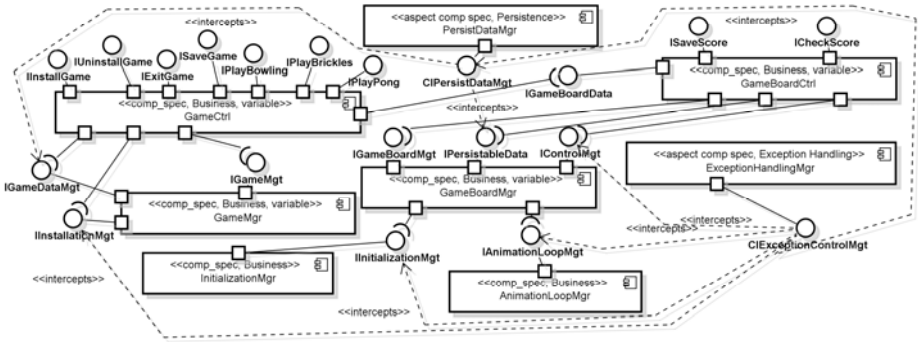 <<intercepts>>
<<aspect comp spec, Persistence>>
PersistDataMgr
<<intercepts>>
ISaveGame
IUninstallGame
IPlayBrickles
ISaveScore
ICheckScore
IInstallGame
IExitGame
IPlayBowling
IPlayPong
CIPersistDataMgt
IGameBoardData
<<comp_spec, Business, variable>>
GameCtrl
<<comp_spec, Business, variable>>
GameBoardCtrl
<<intercepts>>
IGameBoardMgt
IPersistableData
IControlMgt
<<aspect comp spec, Exception Handling>>
ExceptionHandlingMgr
IGameDataMgt
IGameMgt
<<comp_spec, Business, variable>>
GameBoardMgr
<<comp_spec, Business, variable>>
GameMgr
IInstallationMgt
<<intercepts>>
<<intercepts>>
CIExceptionControlMgt
IInitializationMgt
IAnimationLoopMgt
<<comp_spec, Business>>
InitializationMgr
<<intercepts>>
<<comp_spec, Business>>
AnimationLoopMgr
<<intercepts>>